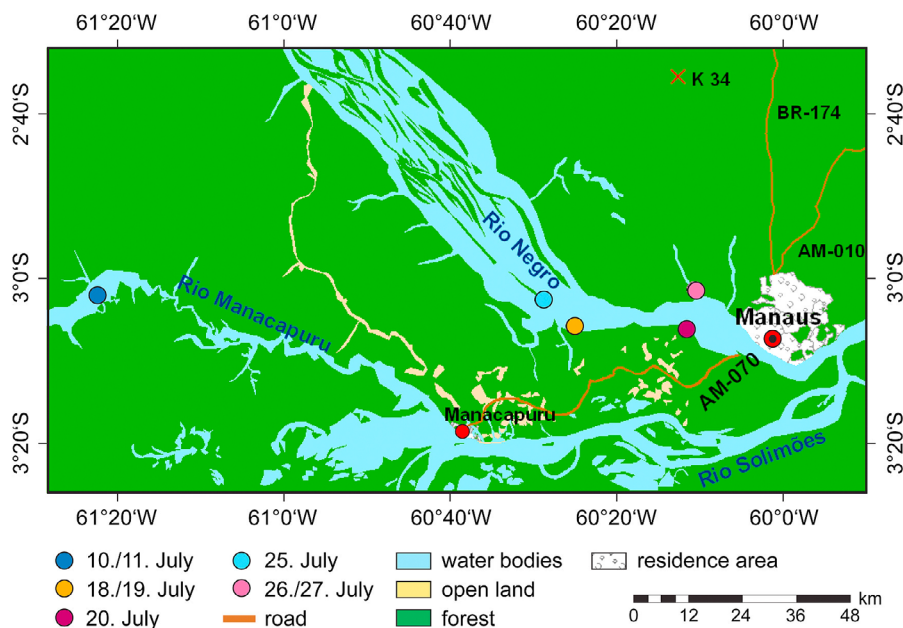 61°20'W 61°0'W 60°40'W 60°20'W 60°0'W
K 34
2°40'S 2°40'S
BR-174
Rio Negro
AM-010
3°0'S 3°0'S
Rio Manacapuru
Manaus
AM-070
Manacapuru
3°20'S 3°20'S
Rio Solimões
61°20'W 61°0'W 60°40'W 60°20'W 60°0'W
10./11. July 25. July water bodies residence area
18./19. July 26./27. July open land km
20. July road forest 0 12 24 36 48